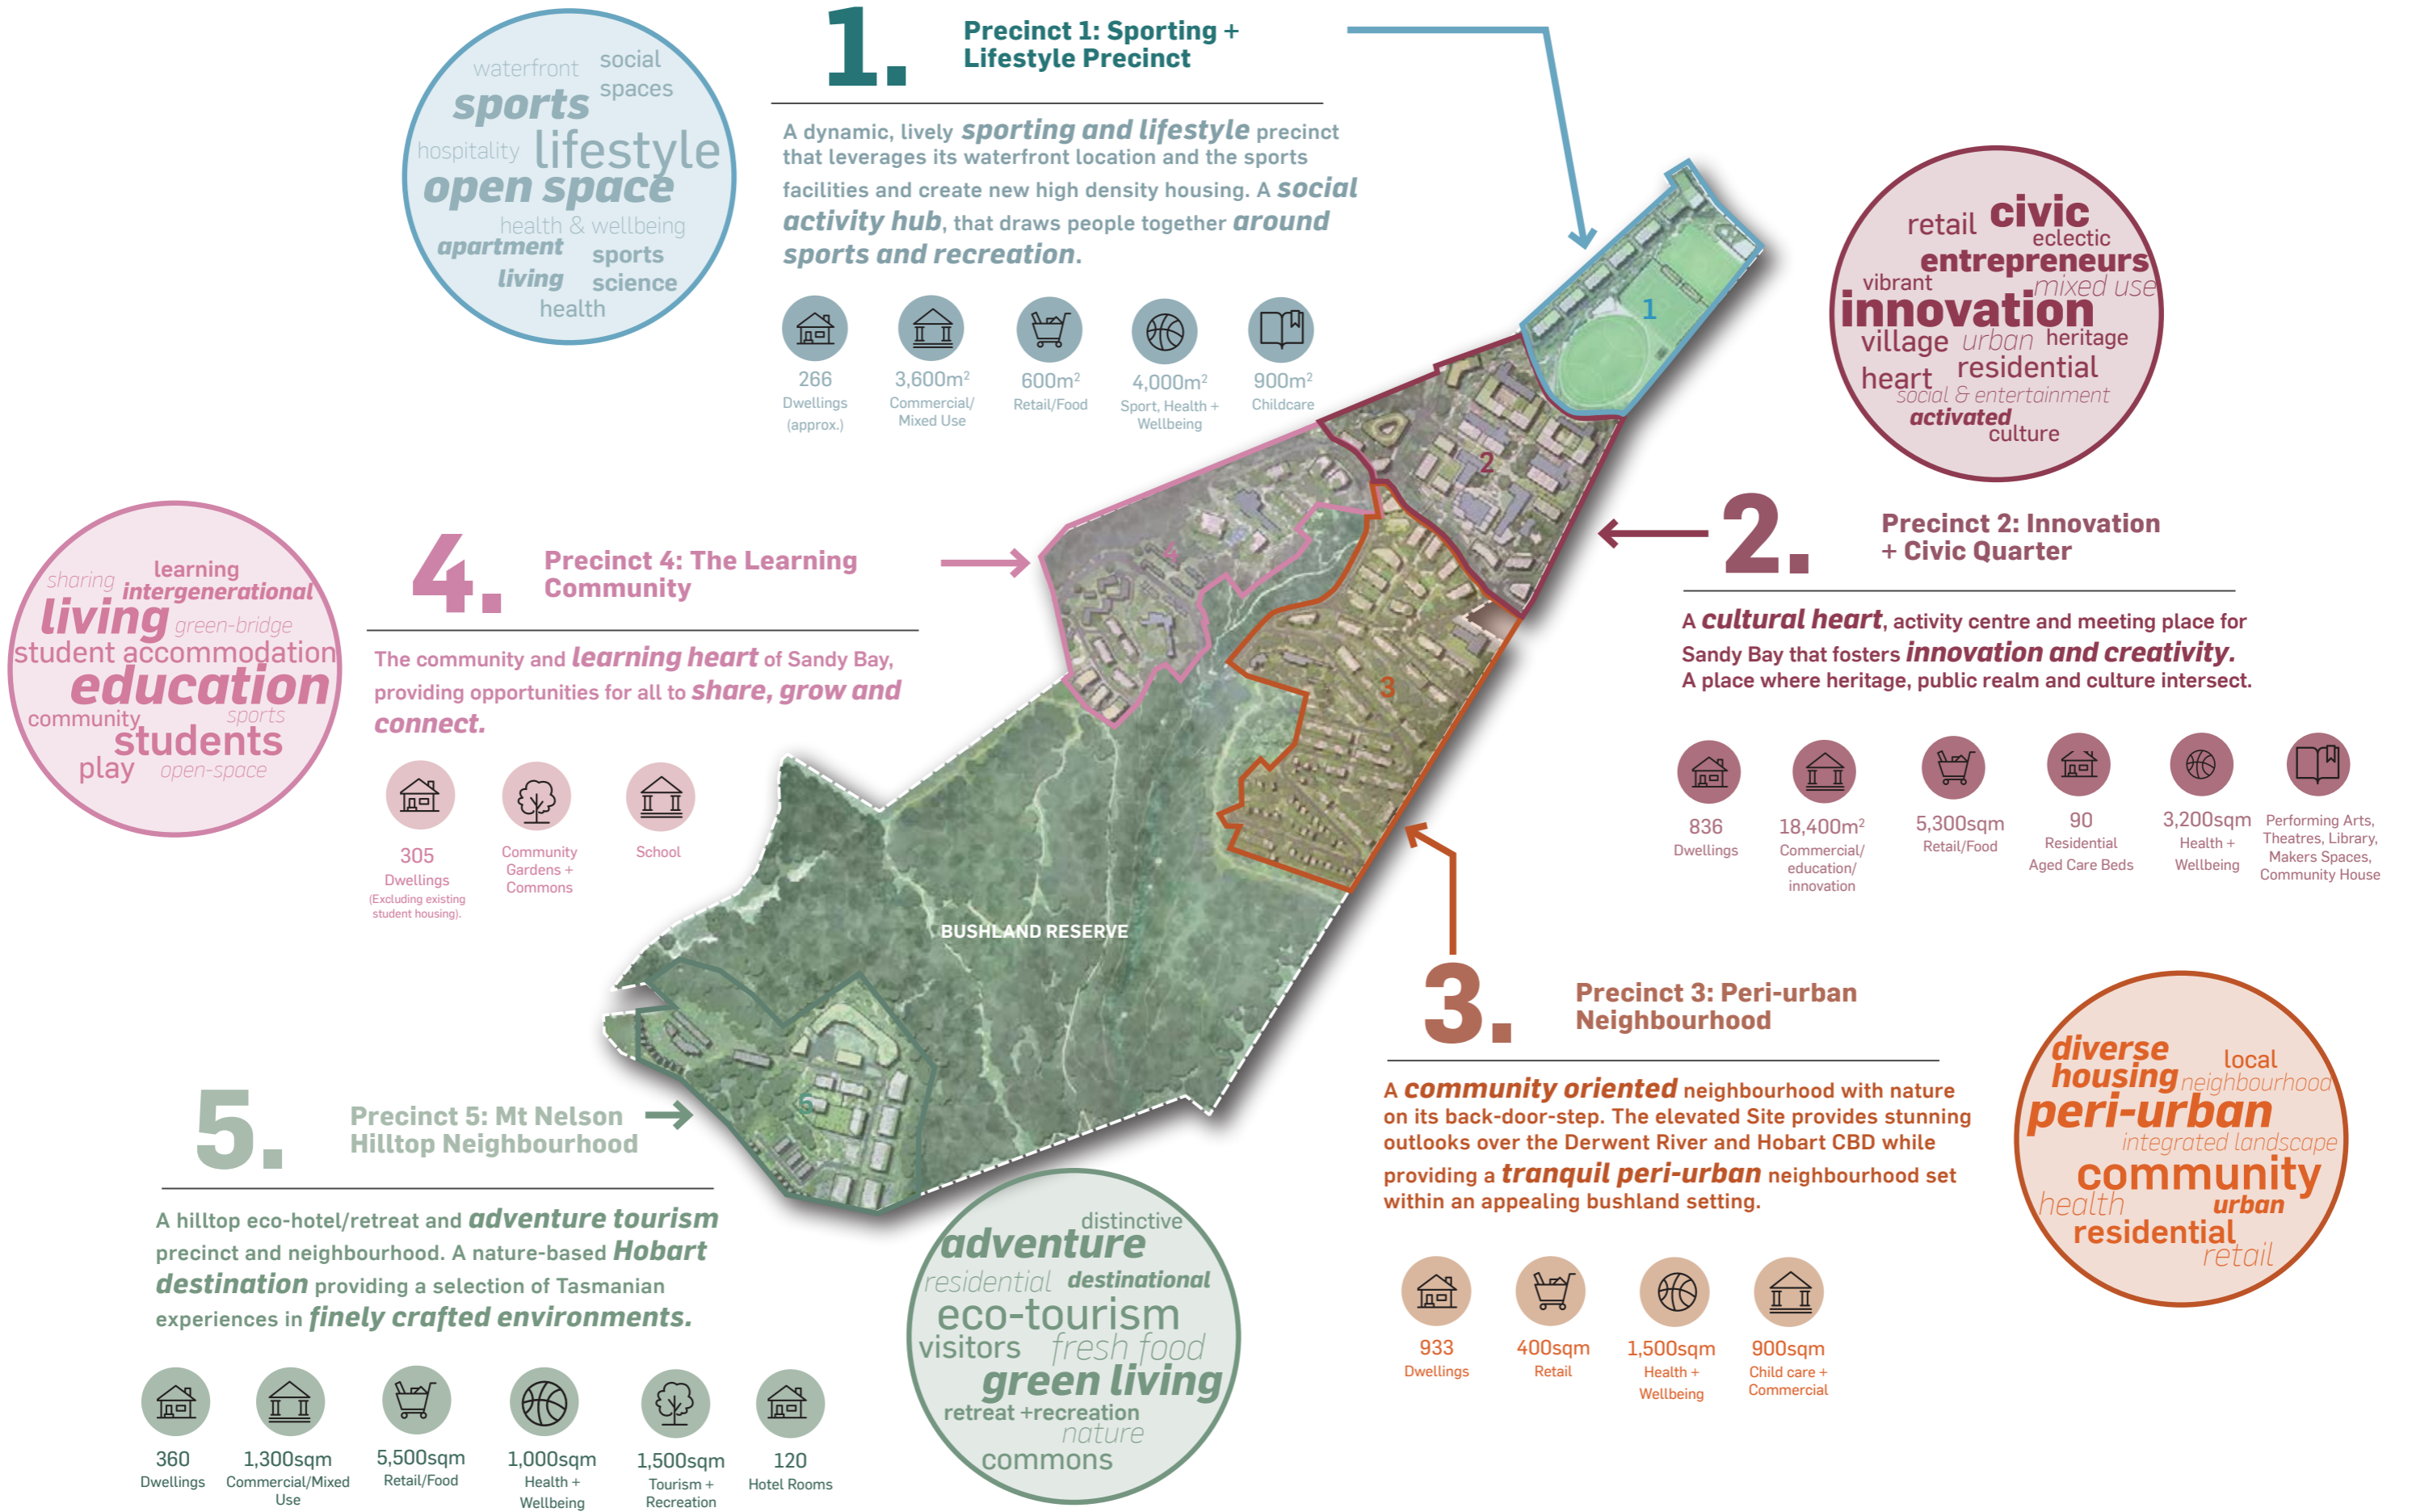 1.
Precinct 1: Sporting +
Lifestyle Precinct
A dynamic, lively sporting and lifestyle precinct
that leverages its waterfront location and the sports
facilities and create new high density housing. A social
activity hub, that draws people together around
sports and recreation.
266
Dwellings
(approx.)
3,600m²
Commercial/
Mixed Use
600m²
Retail/Food
4,000m²
Sport, Health +
Wellbeing
900m²
Childcare
waterfront
social
spaces
sports
hospitality
lifestyle
open space
health & wellbeing
apartment
living
sports
science
health
1
2
3
4
5
BUSHLAND RESERVE
retail
civic
eclectic
entrepreneurs
vibrant
mixed use
innovation
village
urban
heritage
heart
residential
social & entertainment
activated
culture
2.
Precinct 2: Innovation
+ Civic Quarter
A cultural heart, activity centre and meeting place for
Sandy Bay that fosters innovation and creativity.
A place where heritage, public realm and culture intersect.
836
Dwellings
18,400m²
Commercial/
education/
innovation
5,300sqm
Retail/Food
90
Residential
Aged Care Beds
3,200sqm
Health +
Wellbeing
Performing Arts,
Theatres, Library,
Makers Spaces,
Community House
4.
Precinct 4: The Learning
Community
The community and learning heart of Sandy Bay,
providing opportunities for all to share, grow and
connect.
305
Dwellings
(Excluding existing
student housing).
Community
Gardens +
Commons
School
sharing
learning
intergenerational
living
green-bridge
student accommodation
education
community
sports
students
play
open-space
3.
Precinct 3: Peri-urban
Neighbourhood
A community oriented neighbourhood with nature
on its back-door-step. The elevated Site provides stunning
outlooks over the Derwent River and Hobart CBD while
providing a tranquil peri-urban neighbourhood set
within an appealing bushland setting.
933
Dwellings
400sqm
Retail
1,500sqm
Health +
Wellbeing
900sqm
Child care +
Commercial
diverse
housing
local
neighbourhood
peri-urban
integrated landscape
community
health
urban
residential
retail
5.
Precinct 5: Mt Nelson
Hilltop Neighbourhood
A hilltop eco-hotel/retreat and adventure tourism
precinct and neighbourhood. A nature-based Hobart
destination providing a selection of Tasmanian
experiences in finely crafted environments.
360
Dwellings
1,300sqm
Commercial/Mixed
Use
5,500sqm
Retail/Food
1,000sqm
Health +
Wellbeing
1,500sqm
Tourism +
Recreation
120
Hotel Rooms
distinctive
adventure
residential
destinational
eco-tourism
visitors
fresh food
green living
retreat +recreation
nature
commons